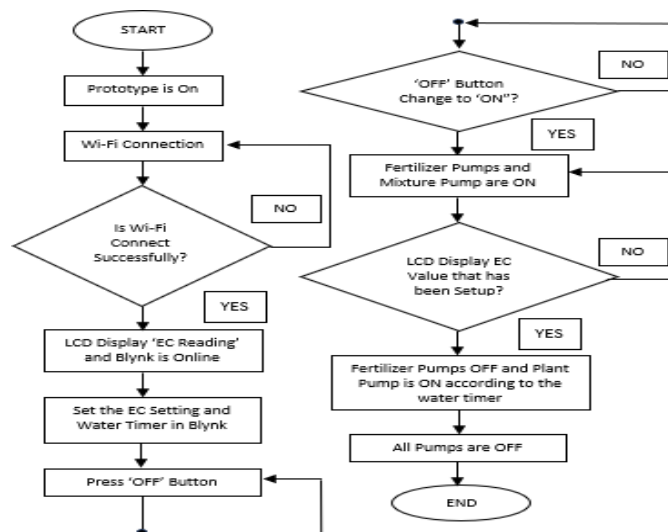 START
Prototype is On
Wi-Fi Connection
NO
Is Wi-Fi
Connect
Successfully?
YES
LCD Display ‘EC Reading’
and Blynk is Online
Set the EC Setting and
Water Timer in Blynk
Press ‘OFF’ Button
‘OFF’ Button
Change to ‘ON”?
NO
YES
Fertilizer Pumps and
Mixture Pump are ON
LCD Display EC
Value that has
been Setup?
NO
YES
Fertilizer Pumps OFF and Plant
Pump is ON according to the
water timer
All Pumps are OFF
END